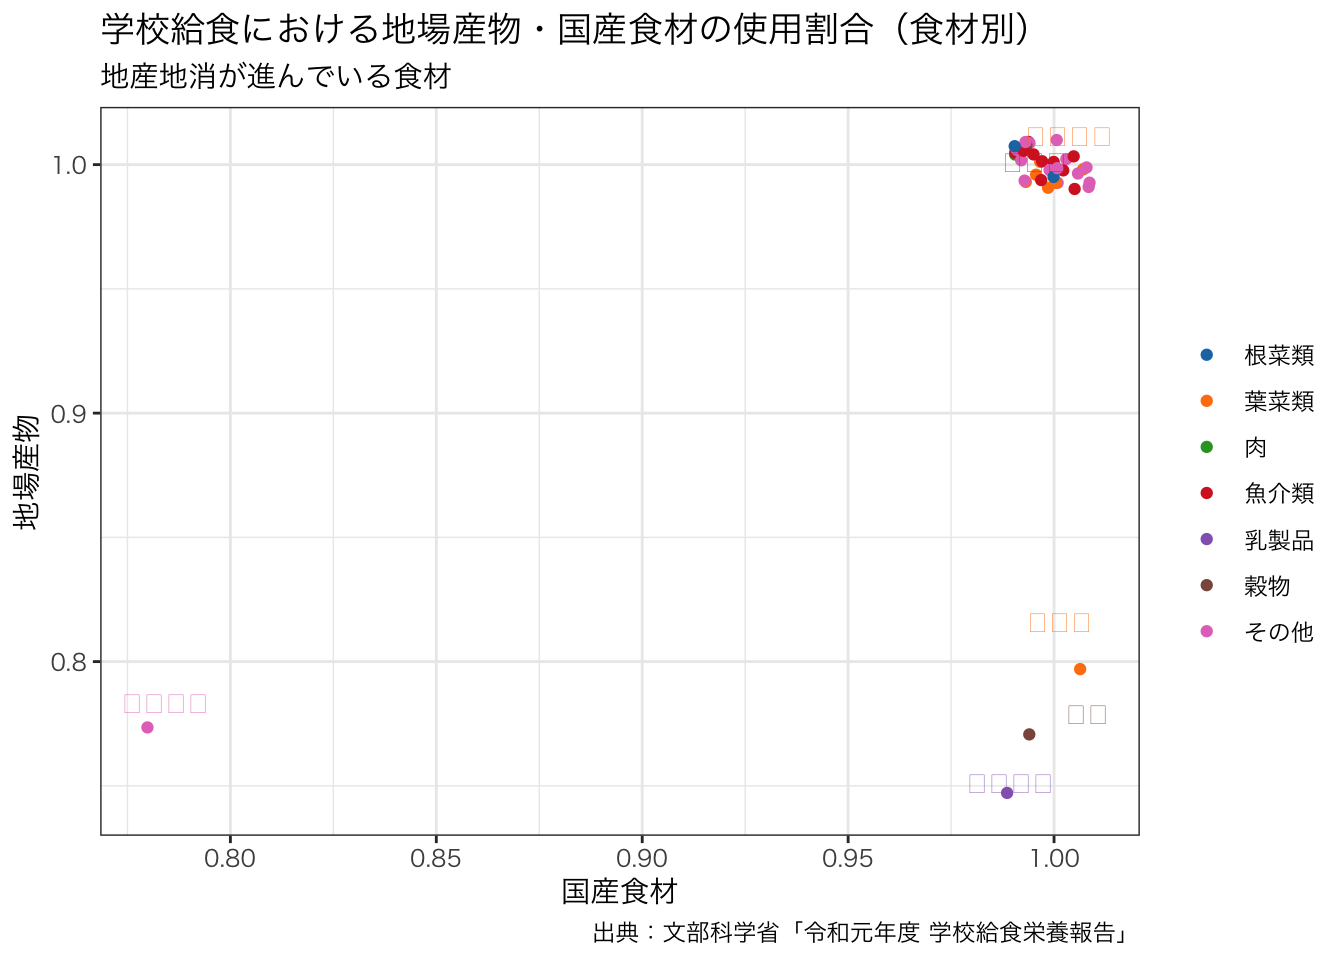 学校給食における地場産物・国産食材の使用割合（食材別）
地産地消が進んでいる食材
1.0
0.9
0.8
地場産物
0.80 0.85 0.90 0.95 1.00
国産食材
根菜類
葉菜類
肉
魚介類
乳製品
穀物
その他
出典：文部科学省「令和元年度 学校給食栄養報告」